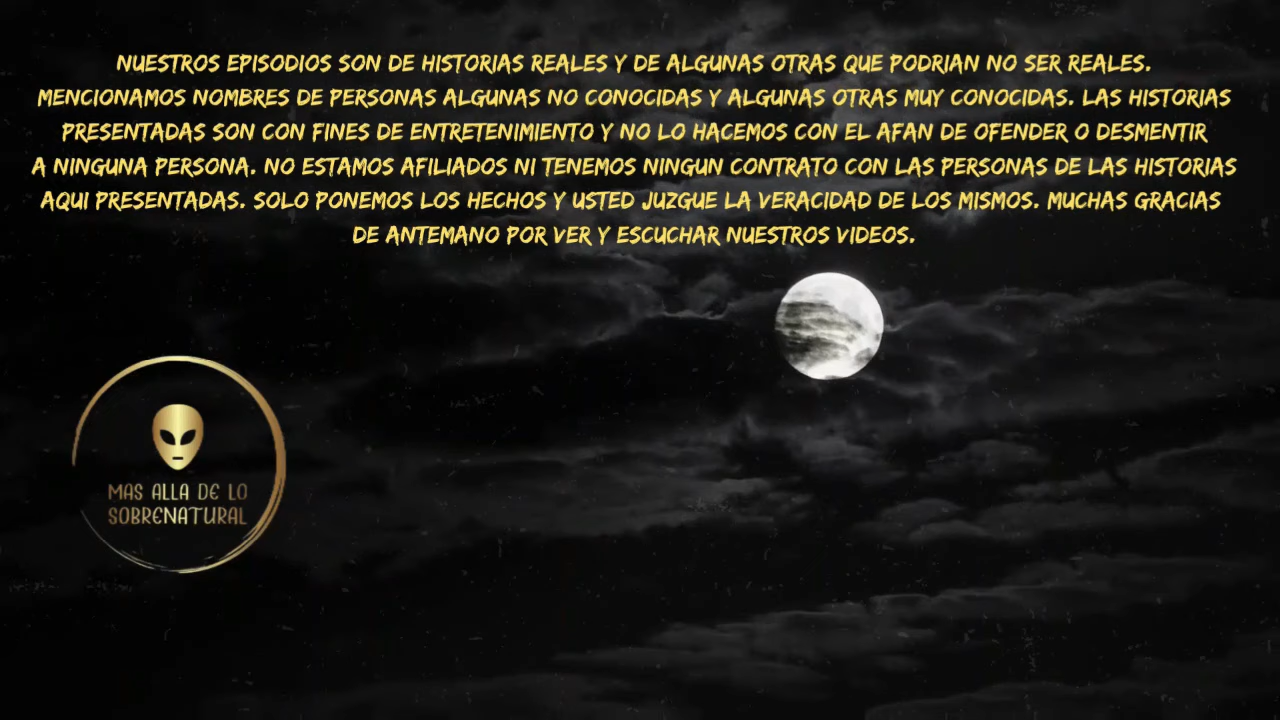 NUESTROS EPISODIOS SON DE HISTORIAS REALES Y DE ALGUNAS OTRAS QUE PODRIAN NO SER REALES.
MENCIONAMOS NOMBRES DE PERSONAS ALGUNAS NO CONOCIDAS Y ALGUNAS OTRAS MUY CONOCIDAS. LAS HISTORIAS
PRESENTADAS SON CON FINES DE ENTRETENIMIENTO Y NO LO HACEMOS CON EL AFAN DE OFENDER O DESMENTIR
A NINGUNA PERSONA. NO ESTAMOS AFILIADOS NI TENEMOS NINGUN CONTRATO CON LAS PERSONAS DE LAS HISTORIAS
AQUI PRESENTADAS. SOLO PONEMOS LOS HECHOS Y USTED JUZGUE LA VERACIDAD DE LOS MISMOS. MUCHAS GRACIAS
DE ANTEMANO POR VER Y ESCUCHAR NUESTROS VIDEOS.
MAS ALLA DE LO
SOBRENATURAL